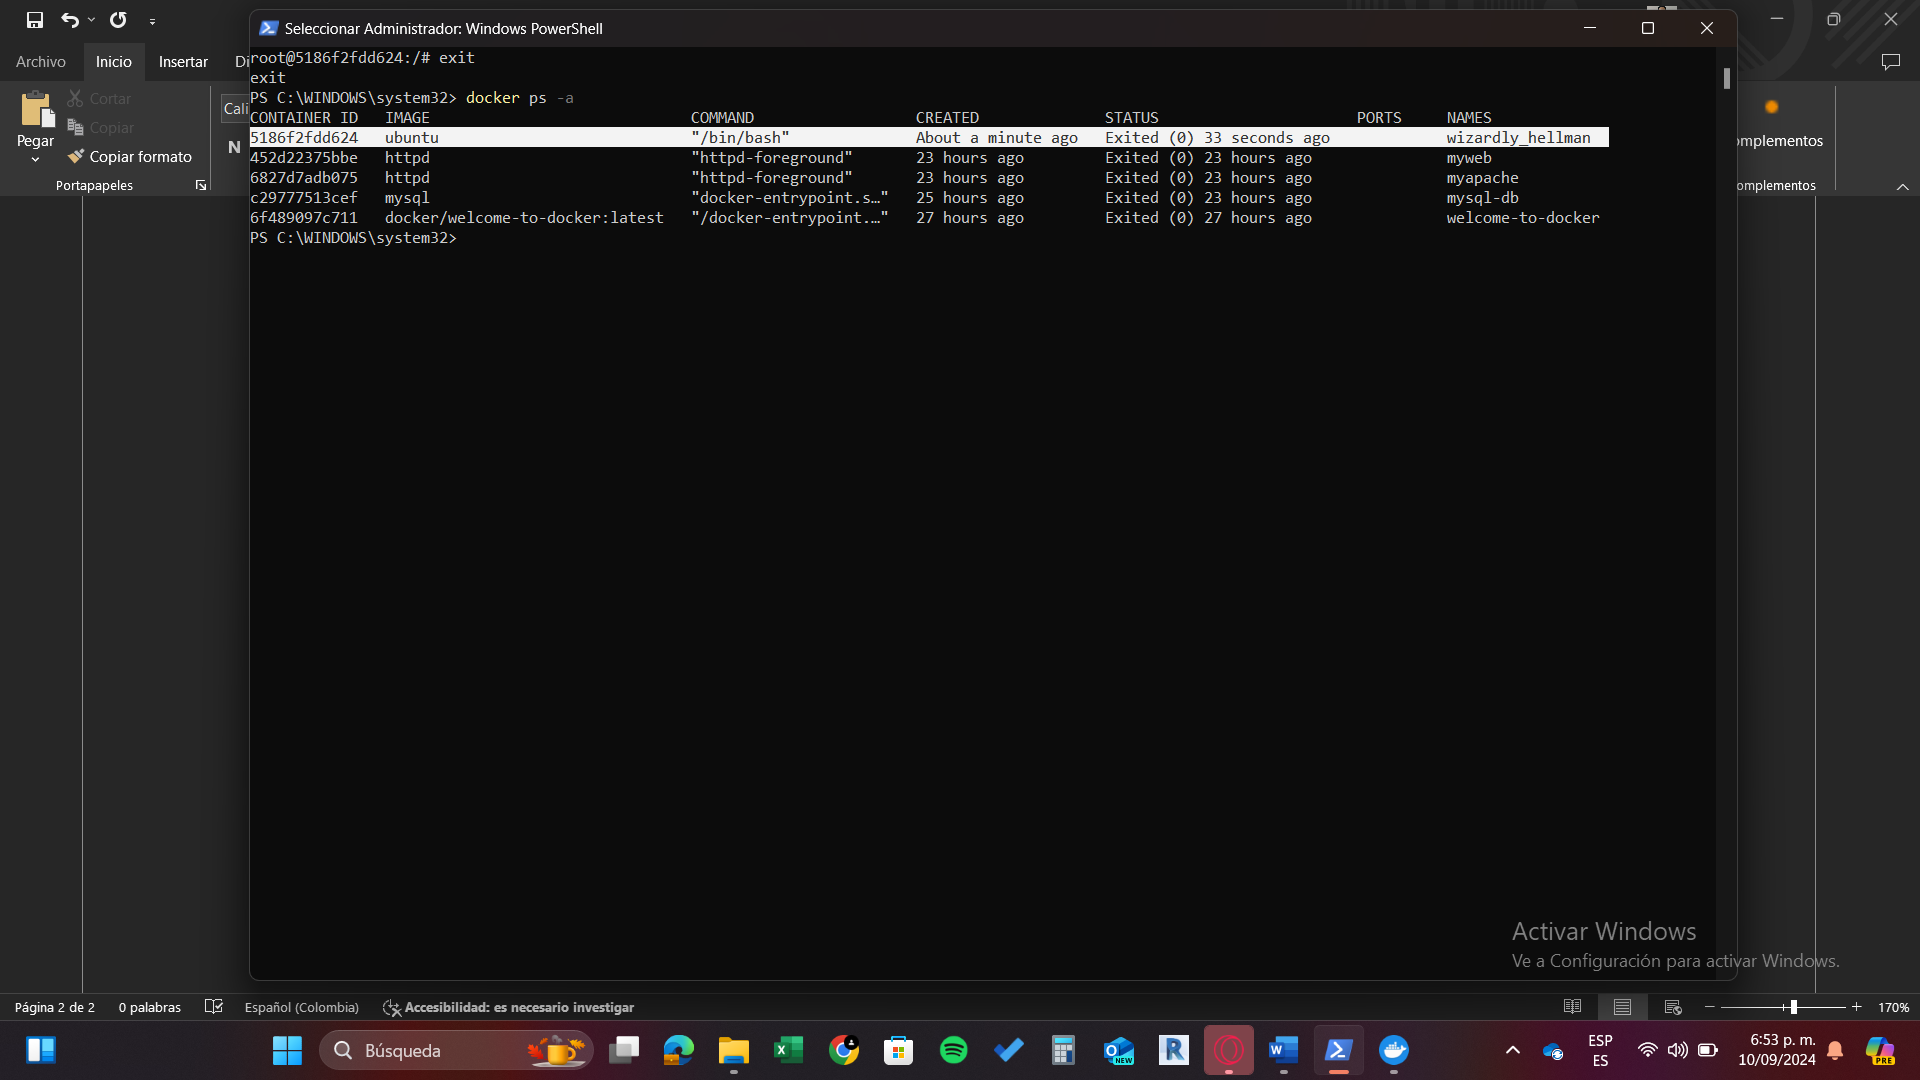 Seleccionar Administrador: Windows PowerShell
Archivo Inicio Insertar Di
Pegar
Cortar
Copiar
Copiar formato
Portapapeles
Cali
N
root@5186f2fdd624:/# exit
exit
PS C:\WINDOWS\system32> docker ps -a
CONTAINER ID IMAGE COMMAND CREATED STATUS PORTS NAMES
5186f2fdd624 ubuntu "/bin/bash" About a minute ago Exited (0) 33 seconds ago wizardly_hellman
452d22375bbe httpd "httpd-foreground" 23 hours ago Exited (0) 23 hours ago myweb
6827d7adb075 httpd "httpd-foreground" 23 hours ago Exited (0) 23 hours ago myapache
c29777513cef mysql "docker-entrypoint.s…" 25 hours ago Exited (0) 23 hours ago mysql-db
6f489097c711 docker/welcome-to-docker:latest "/docker-entrypoint.…" 27 hours ago Exited (0) 27 hours ago welcome-to-docker
PS C:\WINDOWS\system32>
omplementos
omplementos
Activar Windows
Ve a Configuración para activar Windows.
Página 2 de 2 0 palabras Español (Colombia) Accesibilidad: es necesario investigar 170%
Búsqueda
NEW
R
W
ESP
ES
6:53 p. m.
10/09/2024
PRE